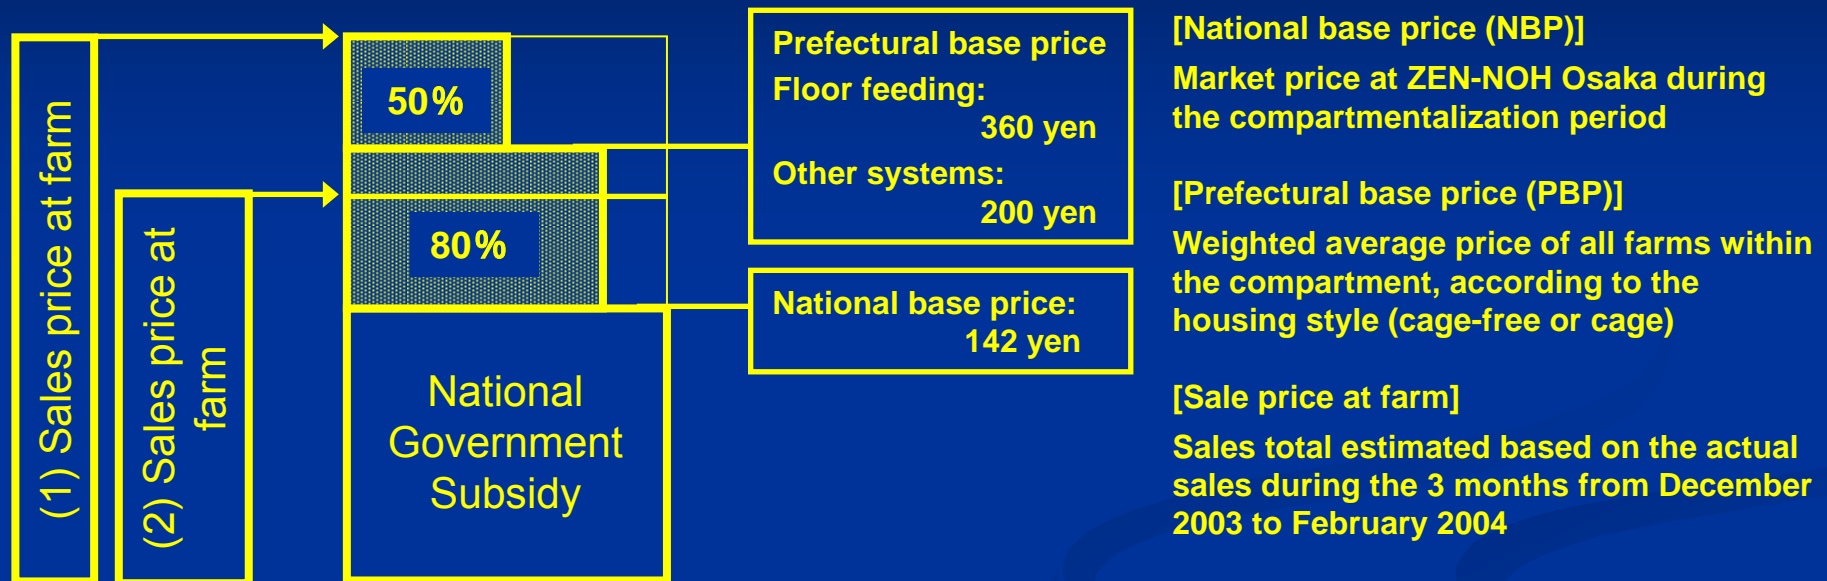 (1) Sales price at farm
(2) Sales price at
farm
50%
80%
National
Government
Subsidy
Prefectural base price
Floor feeding:
360 yen
Other systems:
200 yen
National base price:
142 yen
[National base price (NBP)]
Market price at ZEN-NOH Osaka during
the compartmentalization period
[Prefectural base price (PBP)]
Weighted average price of all farms within
the compartment, according to the
housing style (cage-free or cage)
[Sale price at farm]
Sales total estimated based on the actual
sales during the 3 months from December
2003 to February 2004